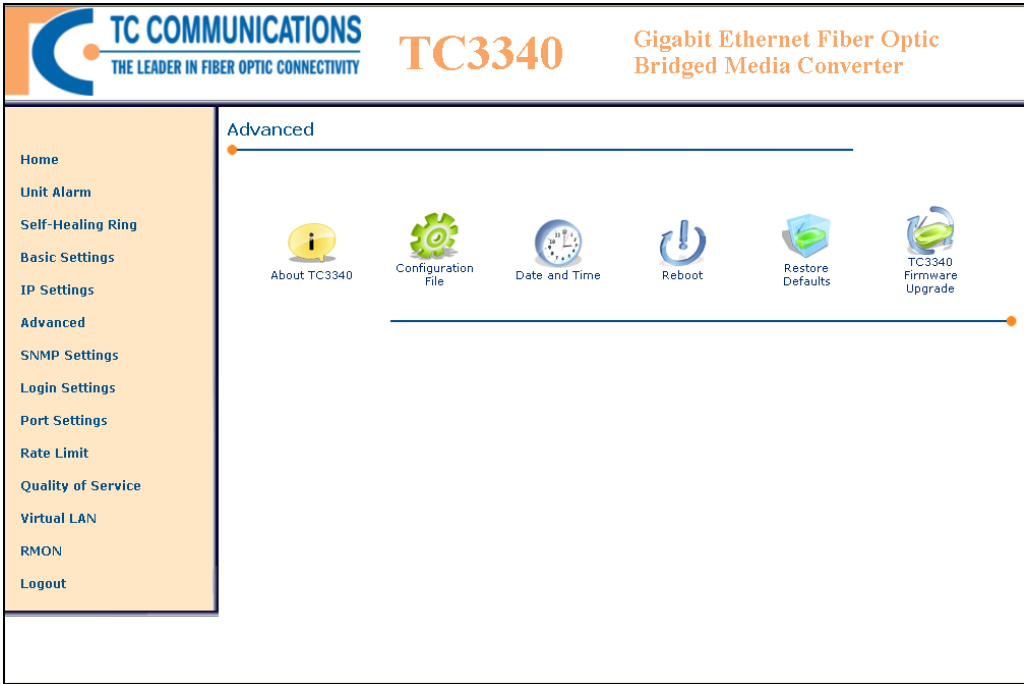 TC COMMUNICATIONS
THE LEADER IN FIBER OPTIC CONNECTIVITY
TC3340
Gigabit Ethernet Fiber Optic
Bridged Media Converter
Home
Unit Alarm
Self-Healing Ring
Basic Settings
IP Settings
Advanced
SNMP Settings
Login Settings
Port Settings
Rate Limit
Quality of Service
Virtual LAN
RMON
Logout
Advanced
About TC3340
Configuration
File
Date and Time
Reboot
Restore
Defaults
TC3340
Firmware
Upgrade